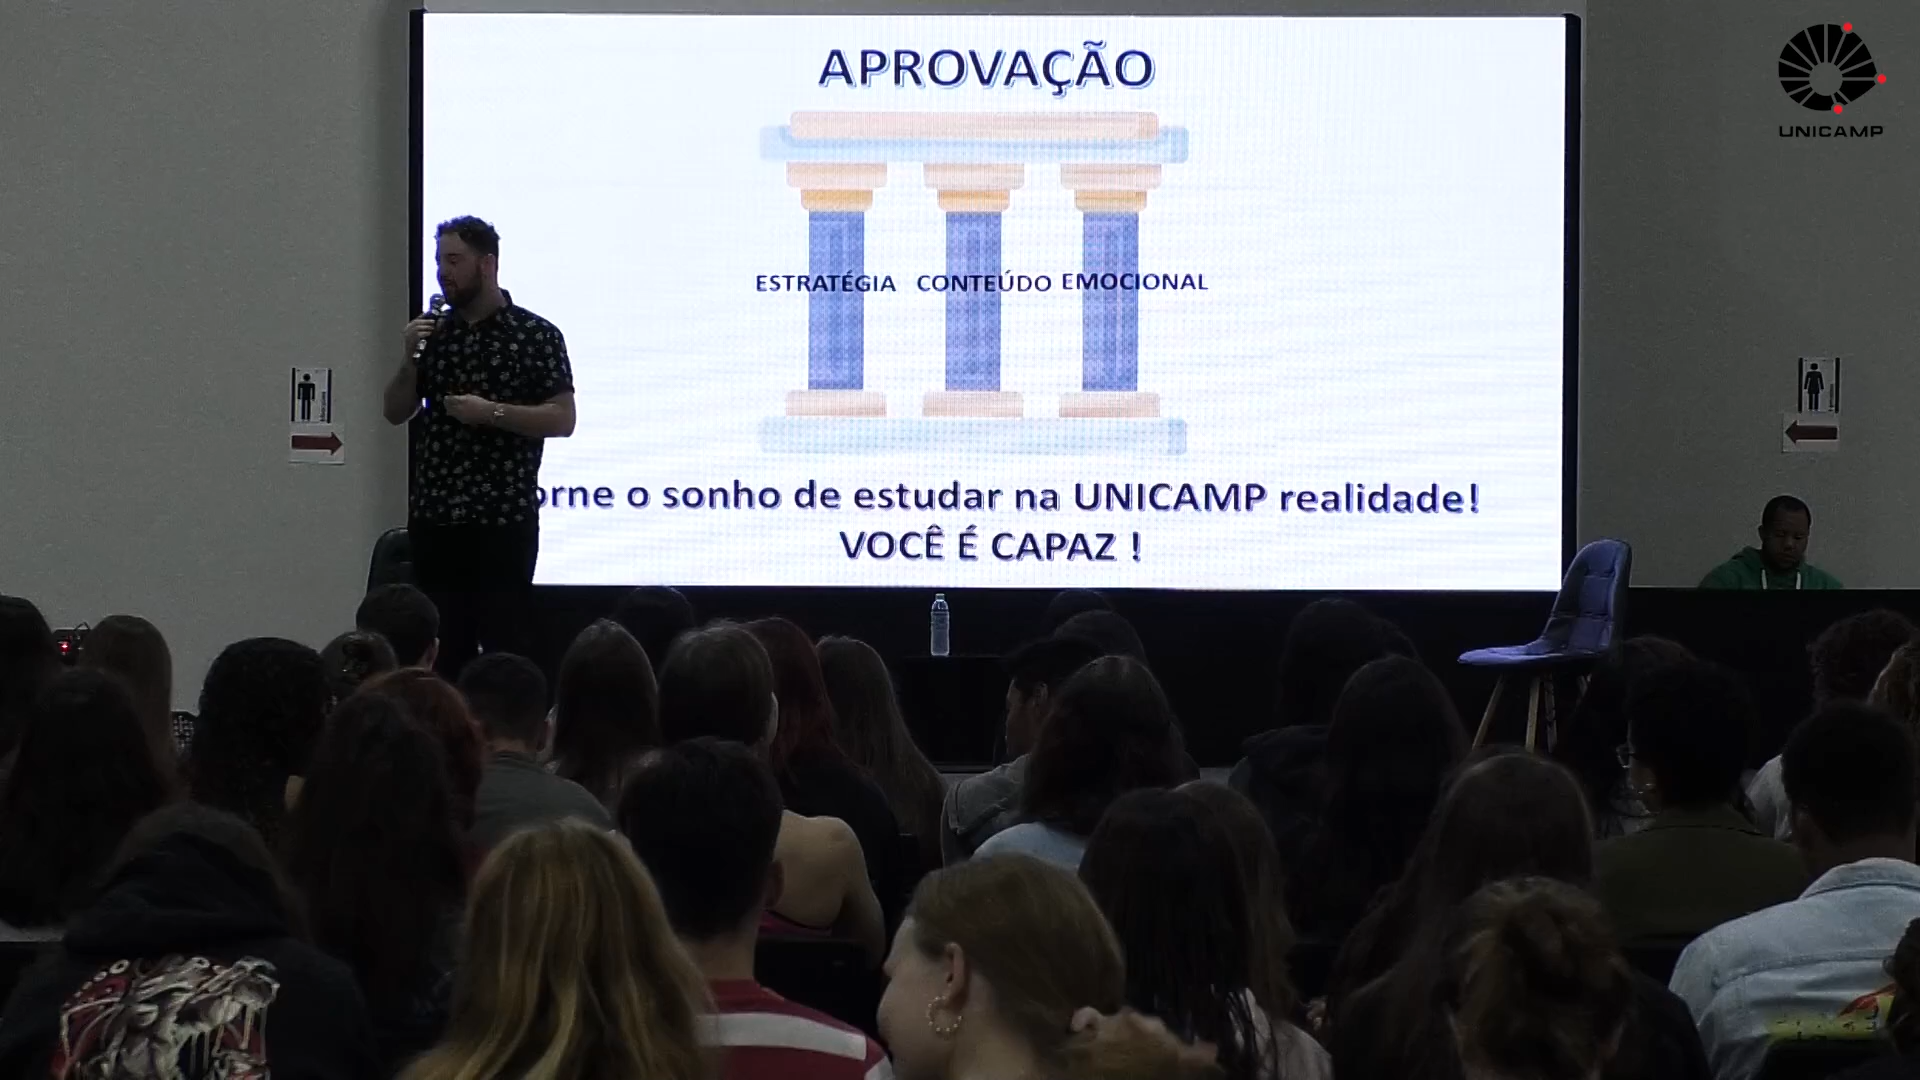 APROVAÇÃO
UNICAMP
ESTRATÉGIA CONTEÚDO EMOCIONAL
orne o sonho de estudar na UNICAMP realidade!
VOCÊ É CAPAZ !